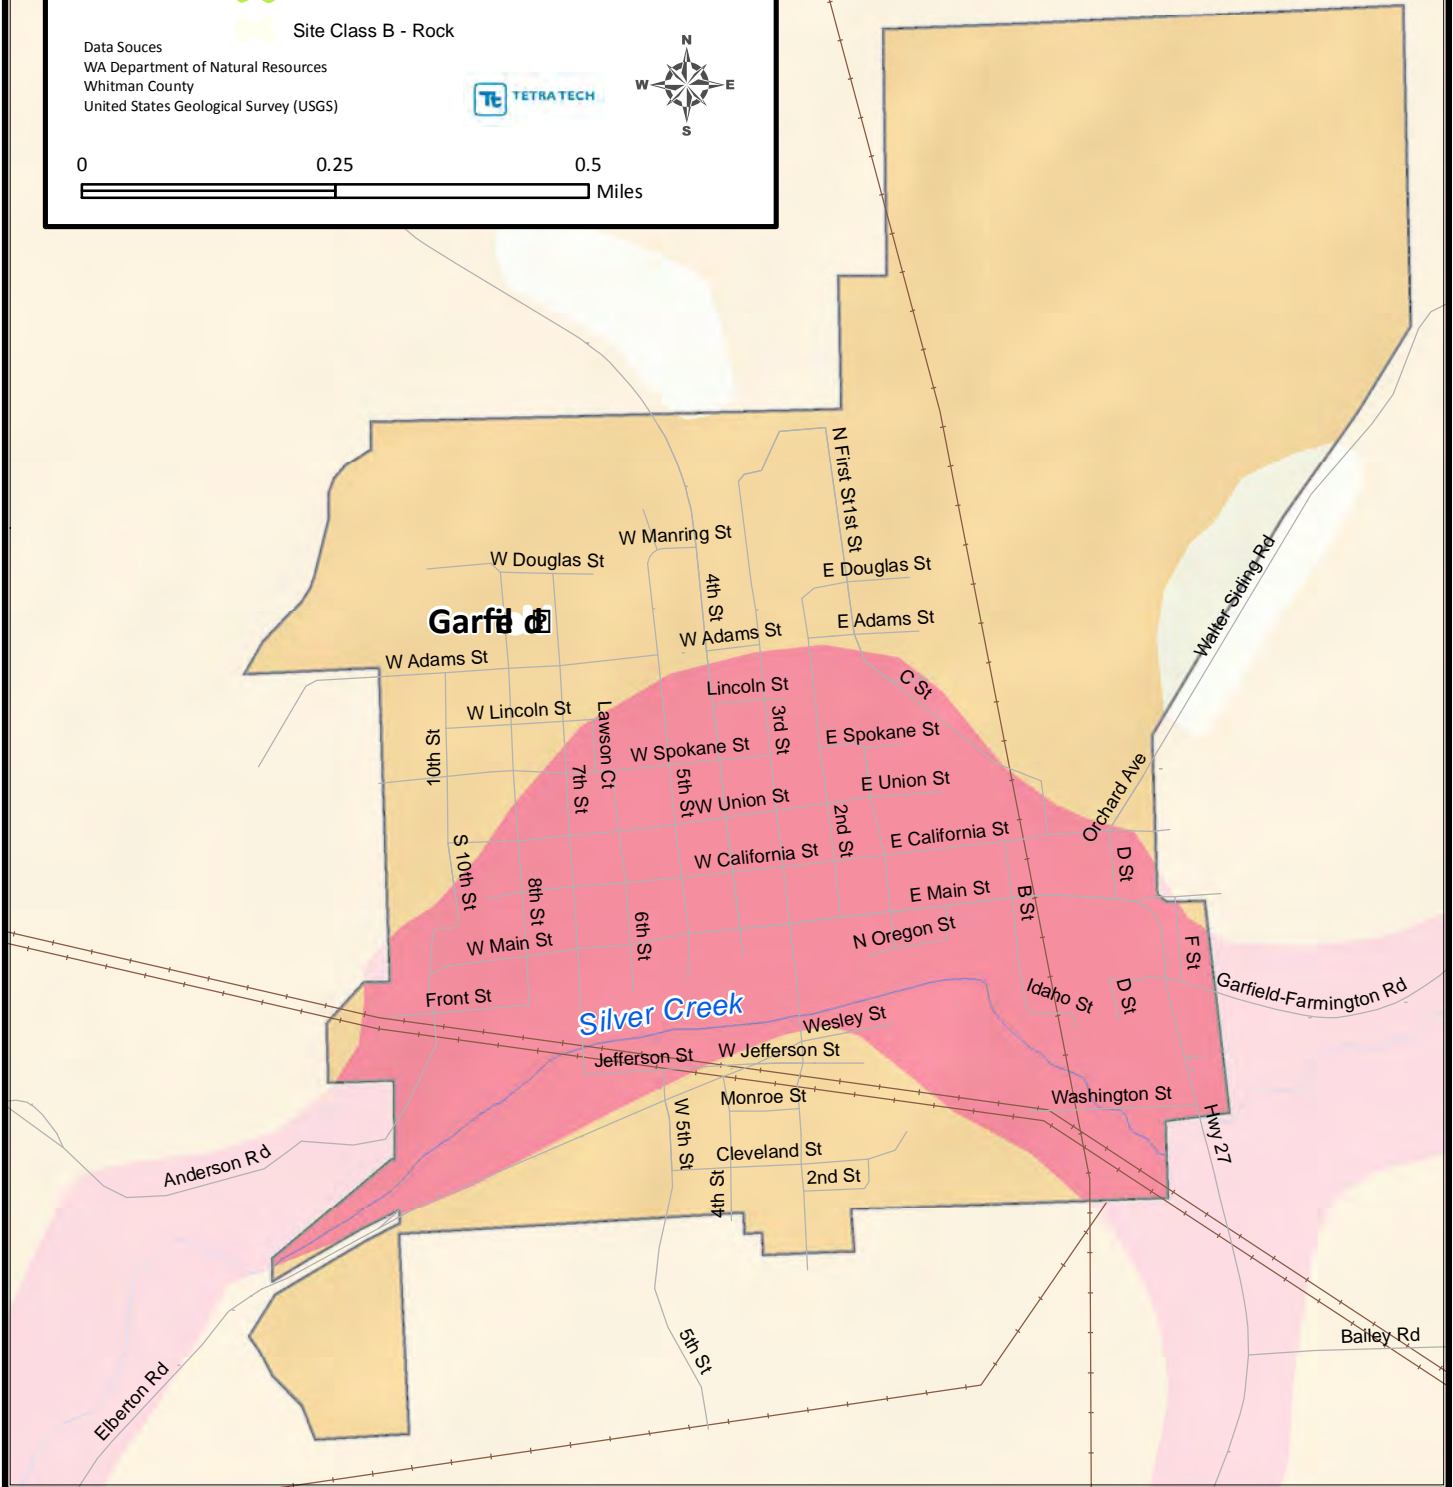 Site Class B - Rock
Data Souces
WA Department of Natural Resources
Whitman County
United States Geological Survey (USGS)
TETRA TECH
N
W
E
S
0
0.25
0.5
Miles
N First St
1st St
W Manring St
W Douglas St
E Douglas St
4th St
Walter Siding Rd
E Adams St
W Adams St
W Adams St
C St
Lincoln St
W Lincoln St
Lawson Ct
3rd St
E Spokane St
W Spokane St
10th St
7th St
5th St
E Union St
W Union St
Orchard Ave
2nd St
E California St
W California St
D St
S 10th St
8th St
E Main St
B St
6th St
N Oregon St
W Main St
F St
Front St
Idaho St
D St
Garfield-Farmington Rd
Silver Creek
Wesley St
Jefferson St
W Jefferson St
Monroe St
Washington St
W 5th St
Hwy 27
Cleveland St
Anderson Rd
4th St
2nd St
5th St
Bailey Rd
Elberton Rd